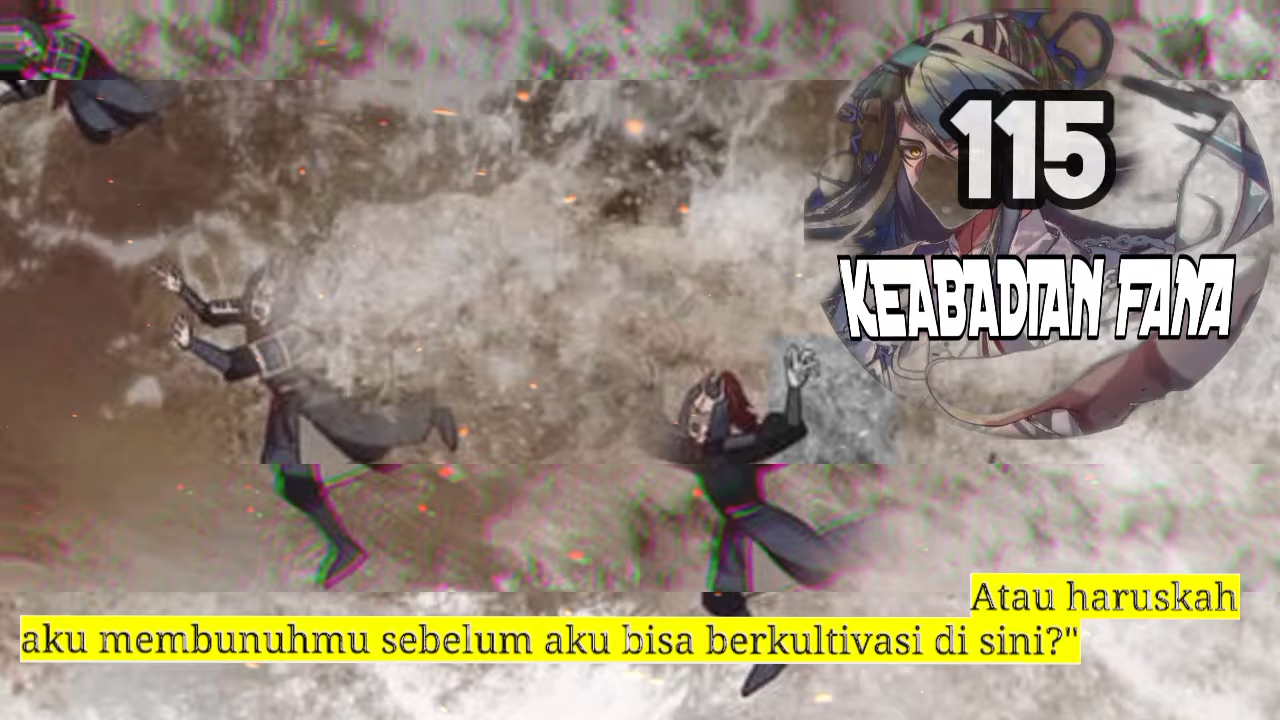 115
KEABADIAN FANA
Atau haruskah
aku membunuhmu sebelum aku bisa berkultivasi di sini?"